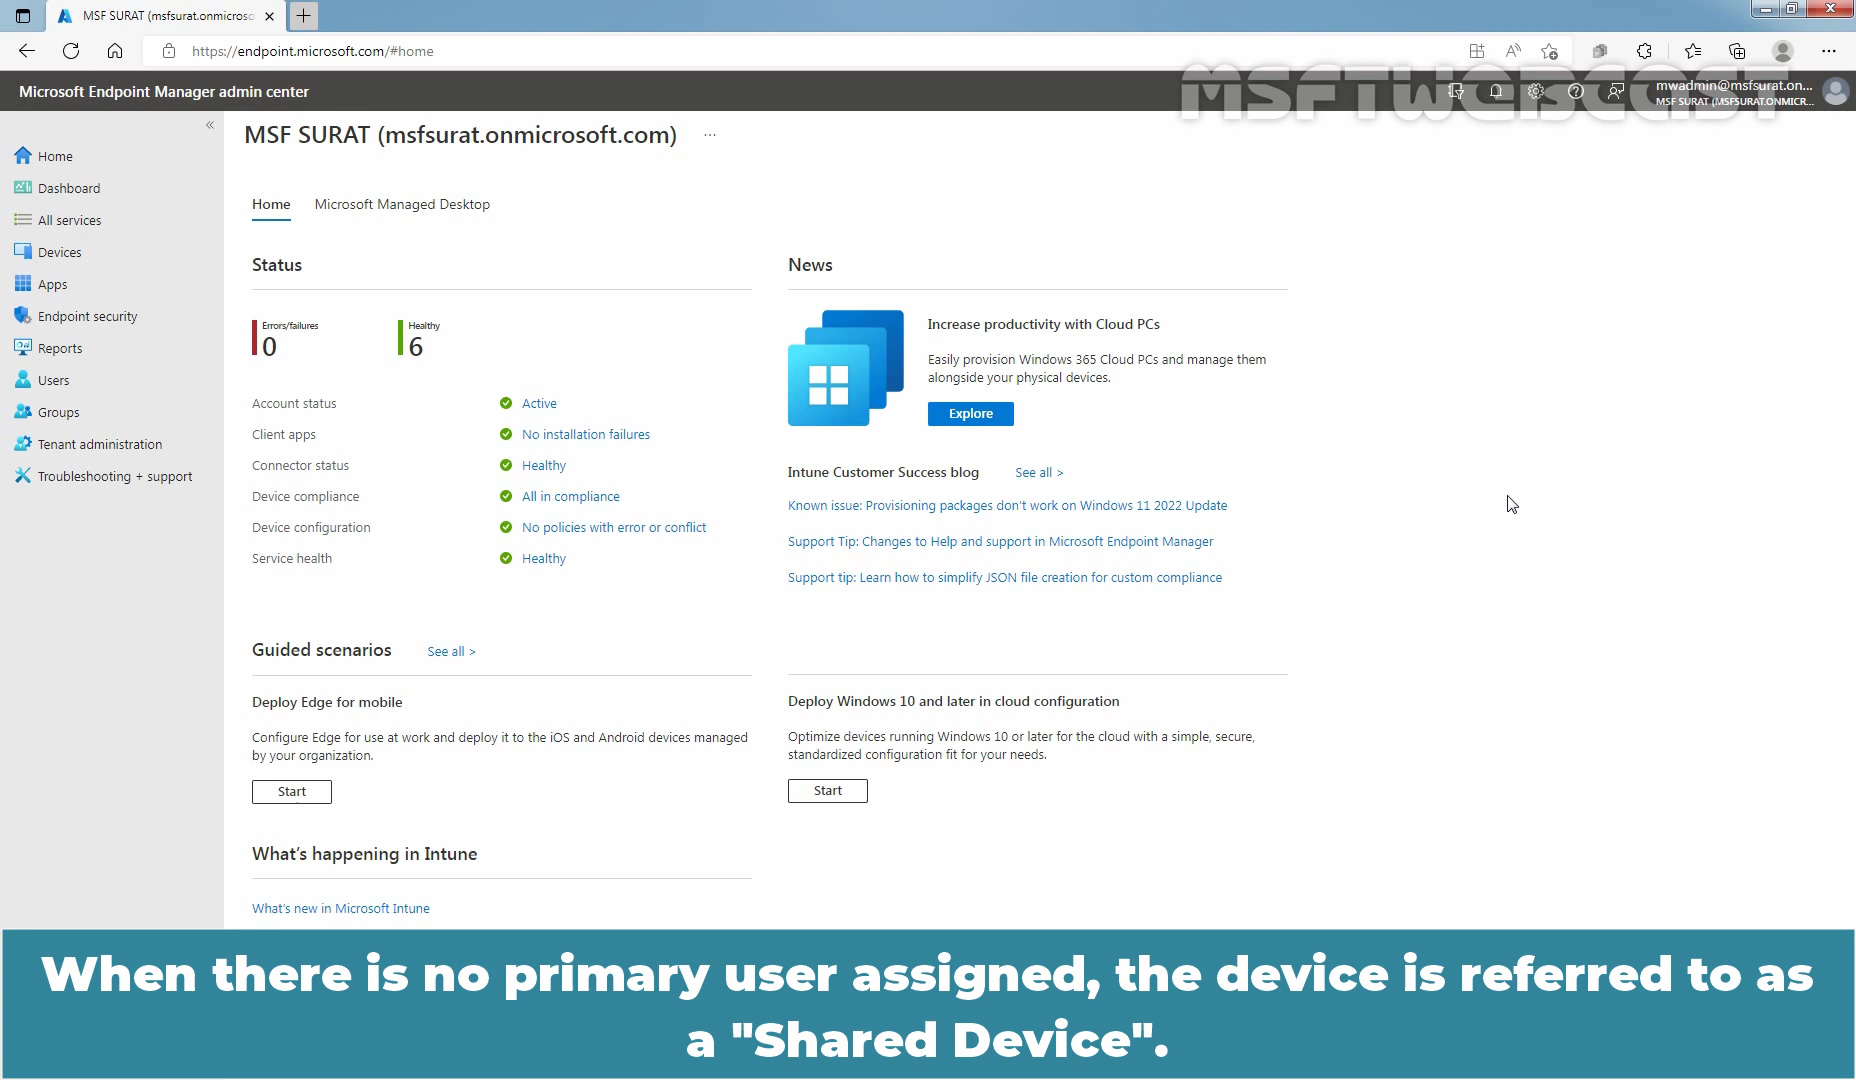 MSF SURAT (msfsurat.onmicroso
https://endpoint.microsoft.com/#home
Microsoft Endpoint Manager admin center
mwadmin@msfsurat.on...
MSF SURAT (MSFSURAT.ONMICR...
MSFTWEBCAST
«
MSF SURAT (msfsurat.onmicrosoft.com) ...
Home
Dashboard
All services
Devices
Apps
Endpoint security
Reports
Users
Groups
Tenant administration
Troubleshooting + support
Home Microsoft Managed Desktop
Status
Errors/failures
0
Healthy
6
Account status Active
Client apps No installation failures
Connector status Healthy
Device compliance All in compliance
Device configuration No policies with error or conflict
Service health Healthy
News
Increase productivity with Cloud PCs
Easily provision Windows 365 Cloud PCs and manage them
alongside your physical devices.
Explore
Intune Customer Success blog See all >
Known issue: Provisioning packages don't work on Windows 11 2022 Update
Support Tip: Changes to Help and support in Microsoft Endpoint Manager
Support tip: Learn how to simplify JSON file creation for custom compliance
Guided scenarios See all >
Deploy Edge for mobile
Configure Edge for use at work and deploy it to the iOS and Android devices managed
by your organization.
Start
Deploy Windows 10 and later in cloud configuration
Optimize devices running Windows 10 or later for the cloud with a simple, secure,
standardized configuration fit for your needs.
Start
What's happening in Intune
What's new in Microsoft Intune
When there is no primary user assigned, the device is referred to as
a "Shared Device".